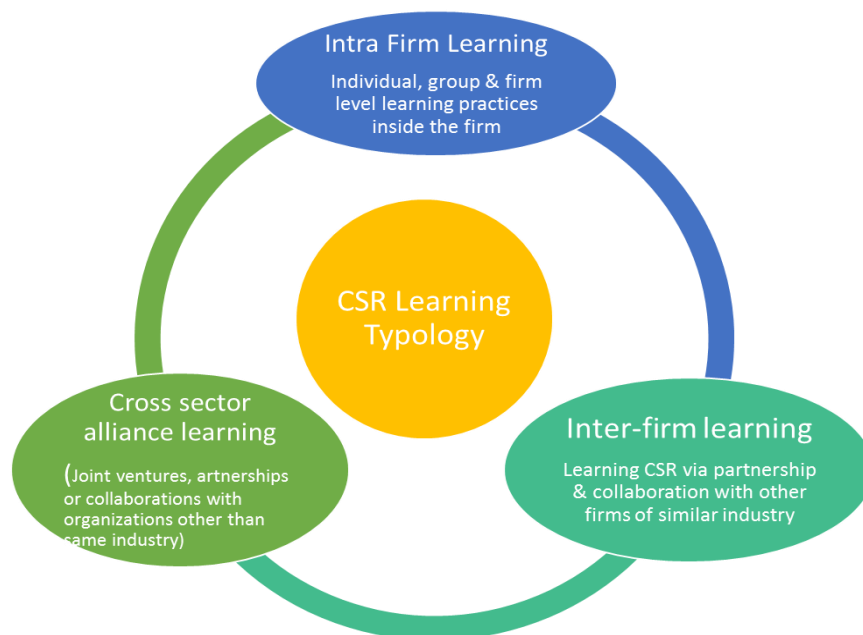 Intra Firm Learning
Individual, group & firm
level learning practices
inside the firm
CSR Learning
Typology
Cross sector
alliance learning
(Joint ventures, artnerships
or collaborations with
organizations other than
same industry)
Inter-firm learning
Learning CSR via partnership
& collaboration with other
firms of similar industry